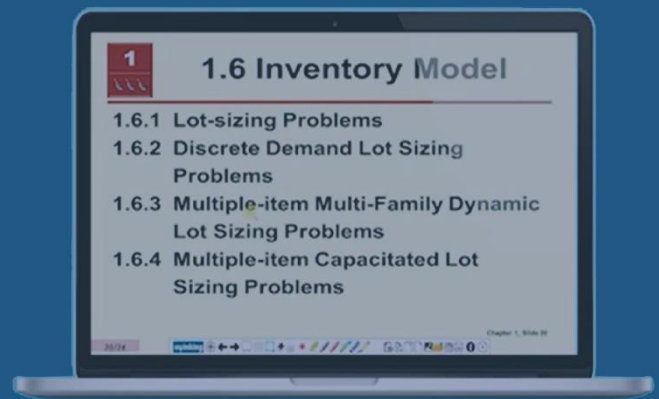 1
1.6 Inventory Model
1.6.1 Lot-sizing Problems
1.6.2 Discrete Demand Lot Sizing
Problems
1.6.3 Multiple-item Multi-Family Dynamic
Lot Sizing Problems
1.6.4 Multiple-item Capacitated Lot
Sizing Problems
Chapter 1, Slide 20
20/24